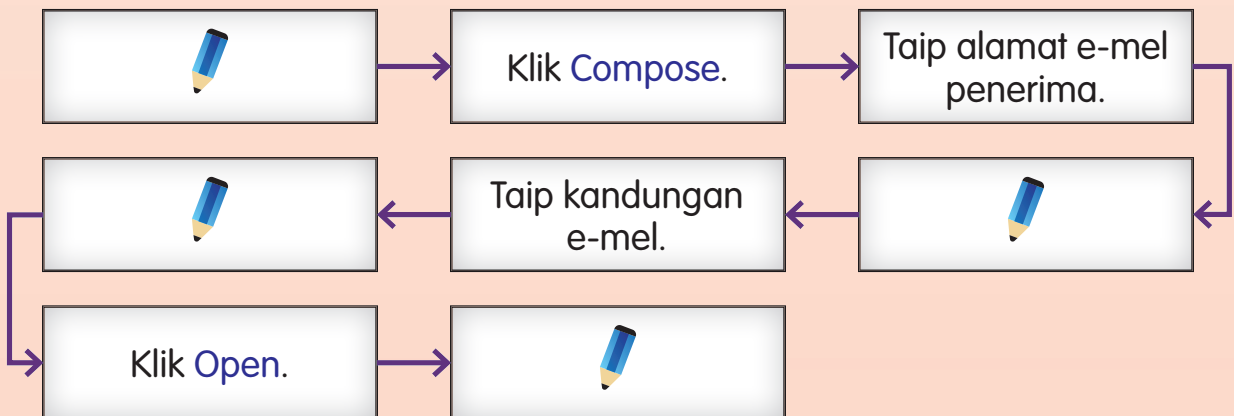 Klik Compose.
Taip alamat e-mel
penerima.
Taip kandungan
e-mel.
Klik Open.